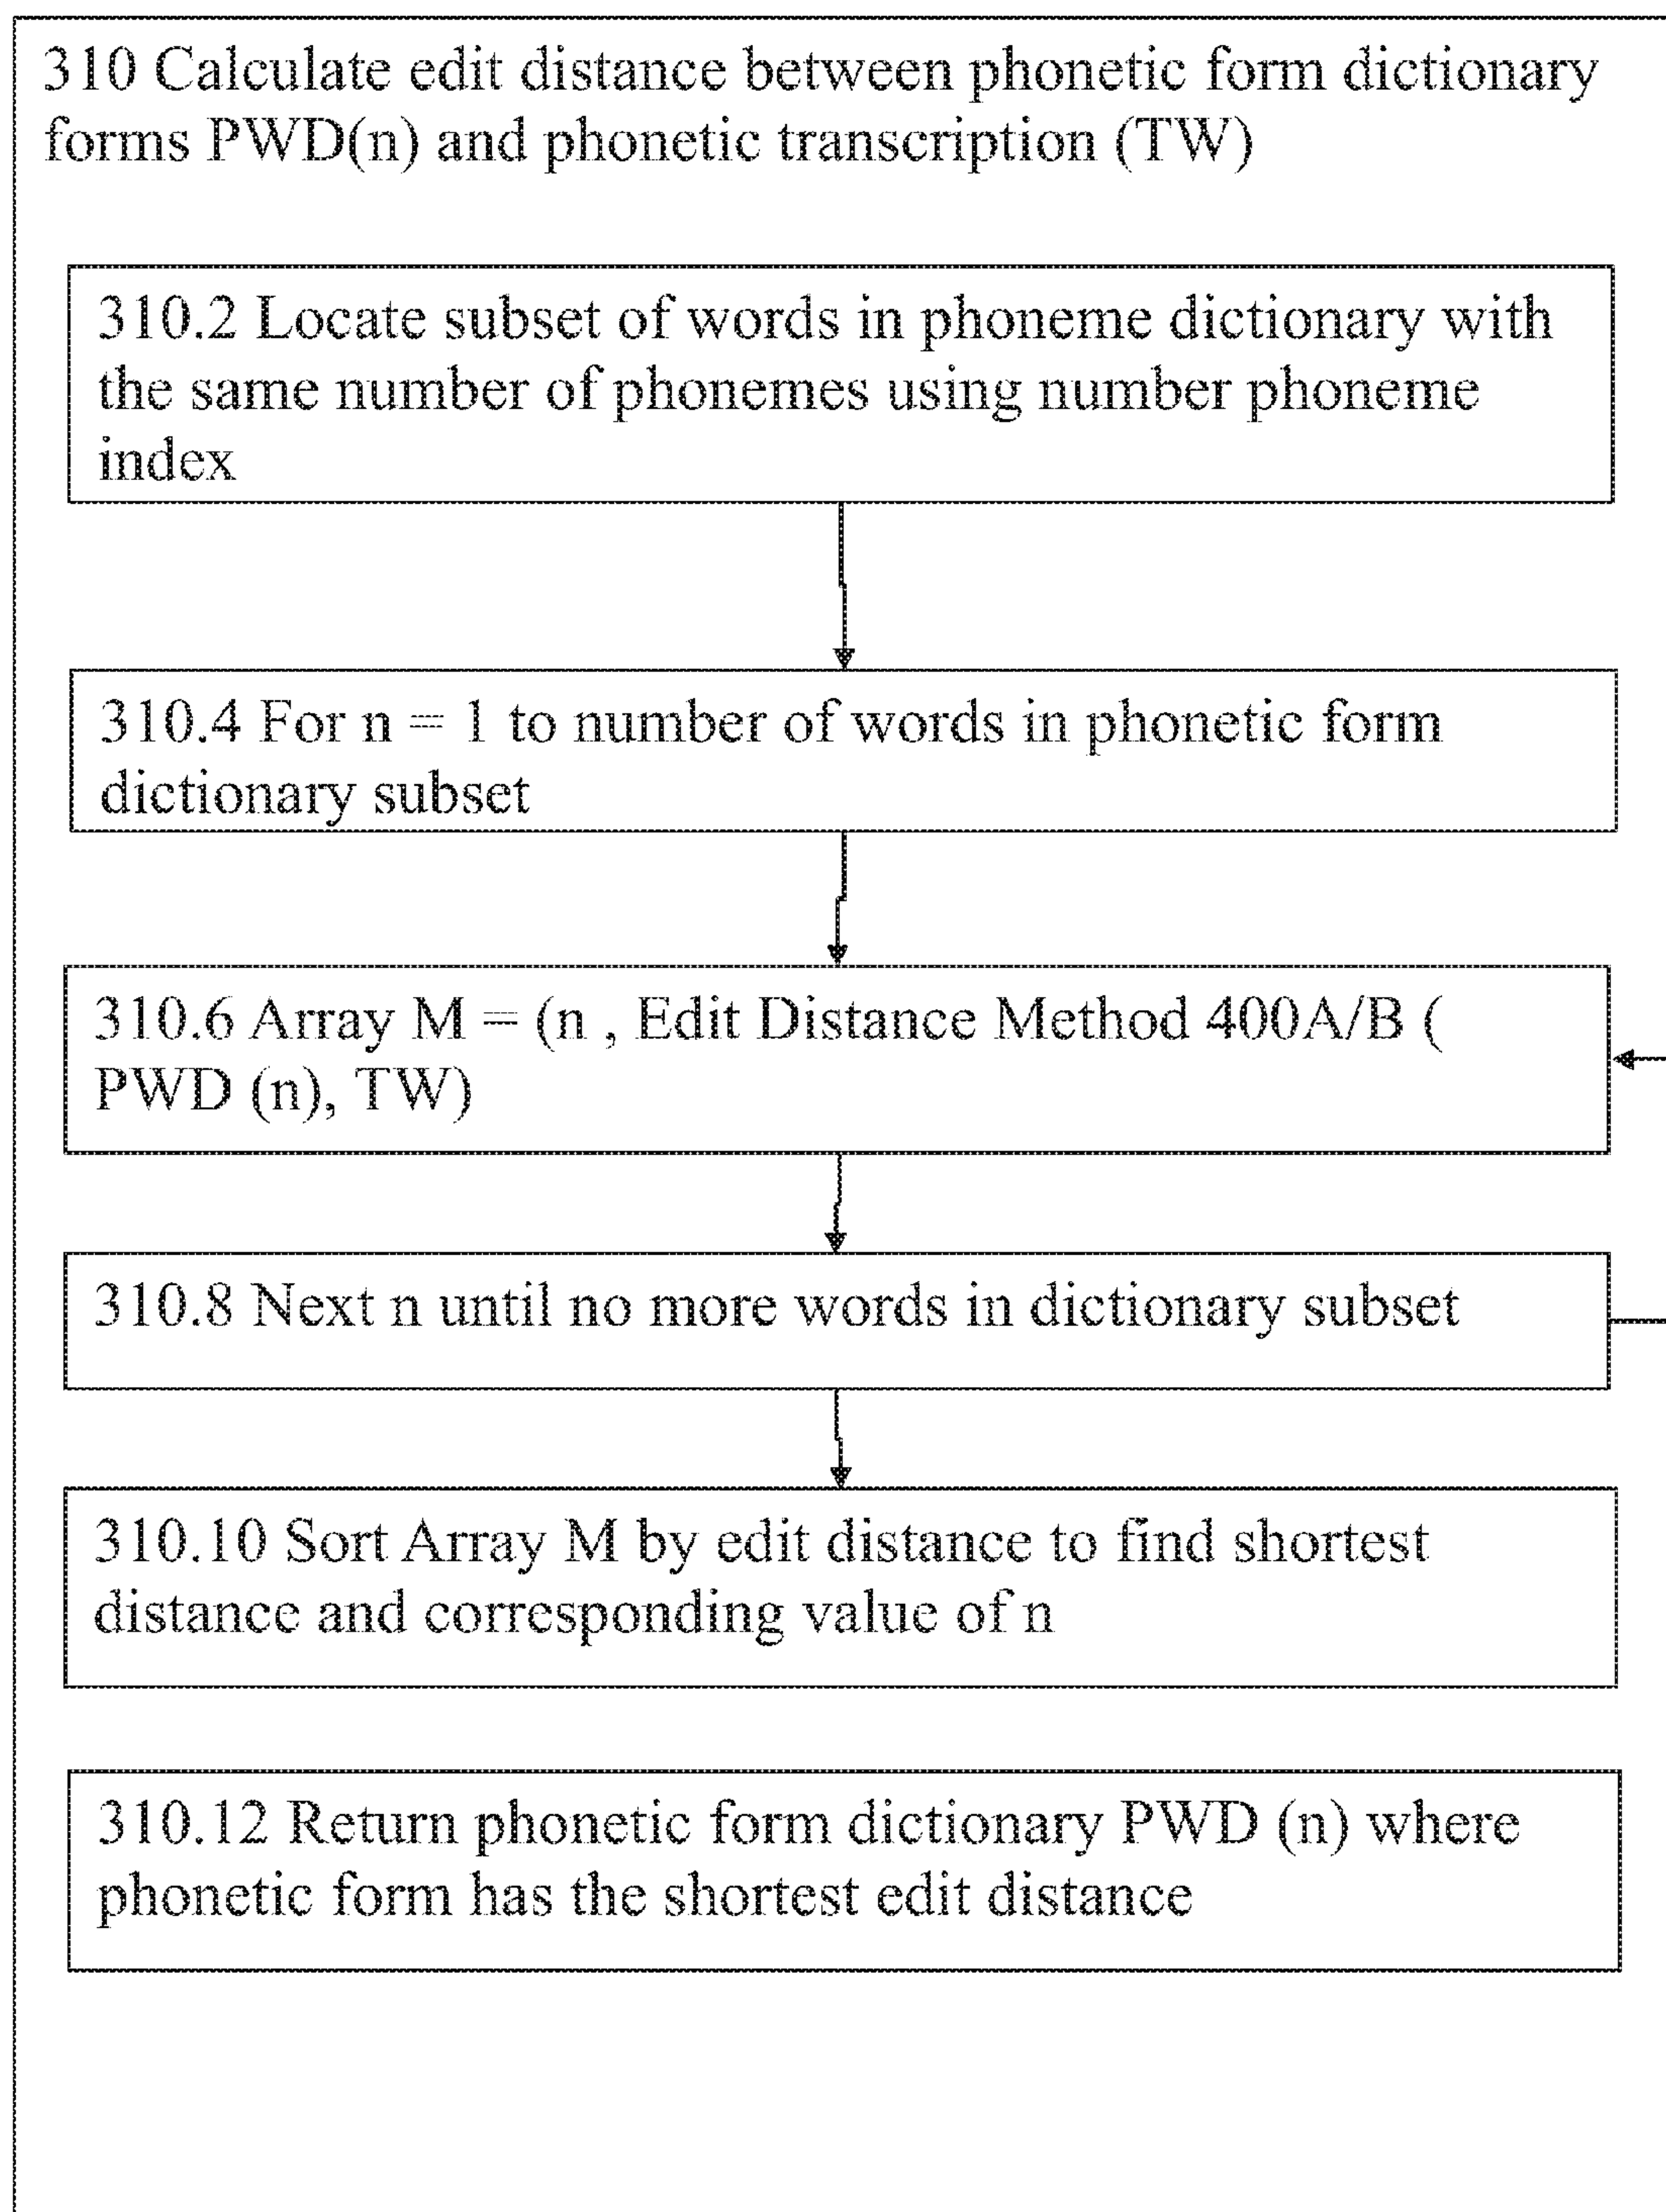 310 Calculate edit distance between phonetic form dictionary
forms PWD(n) and phonetic transcription (TW)
310.2 Locate subset of words in phoneme dictionary with
the same number of phonemes using number phoneme
index
310.4 For n = 1 to number of words in phonetic form
dictionary subset
310.6 Array M = (n , Edit Distance Method 400A/B (
PWD (n), TW)
310.8 Next n until no more words in dictionary subset
310.10 Sort Array M by edit distance to find shortest
distance and corresponding value of n
310.12 Return phonetic form dictionary PWD (n) where
phonetic form has the shortest edit distance